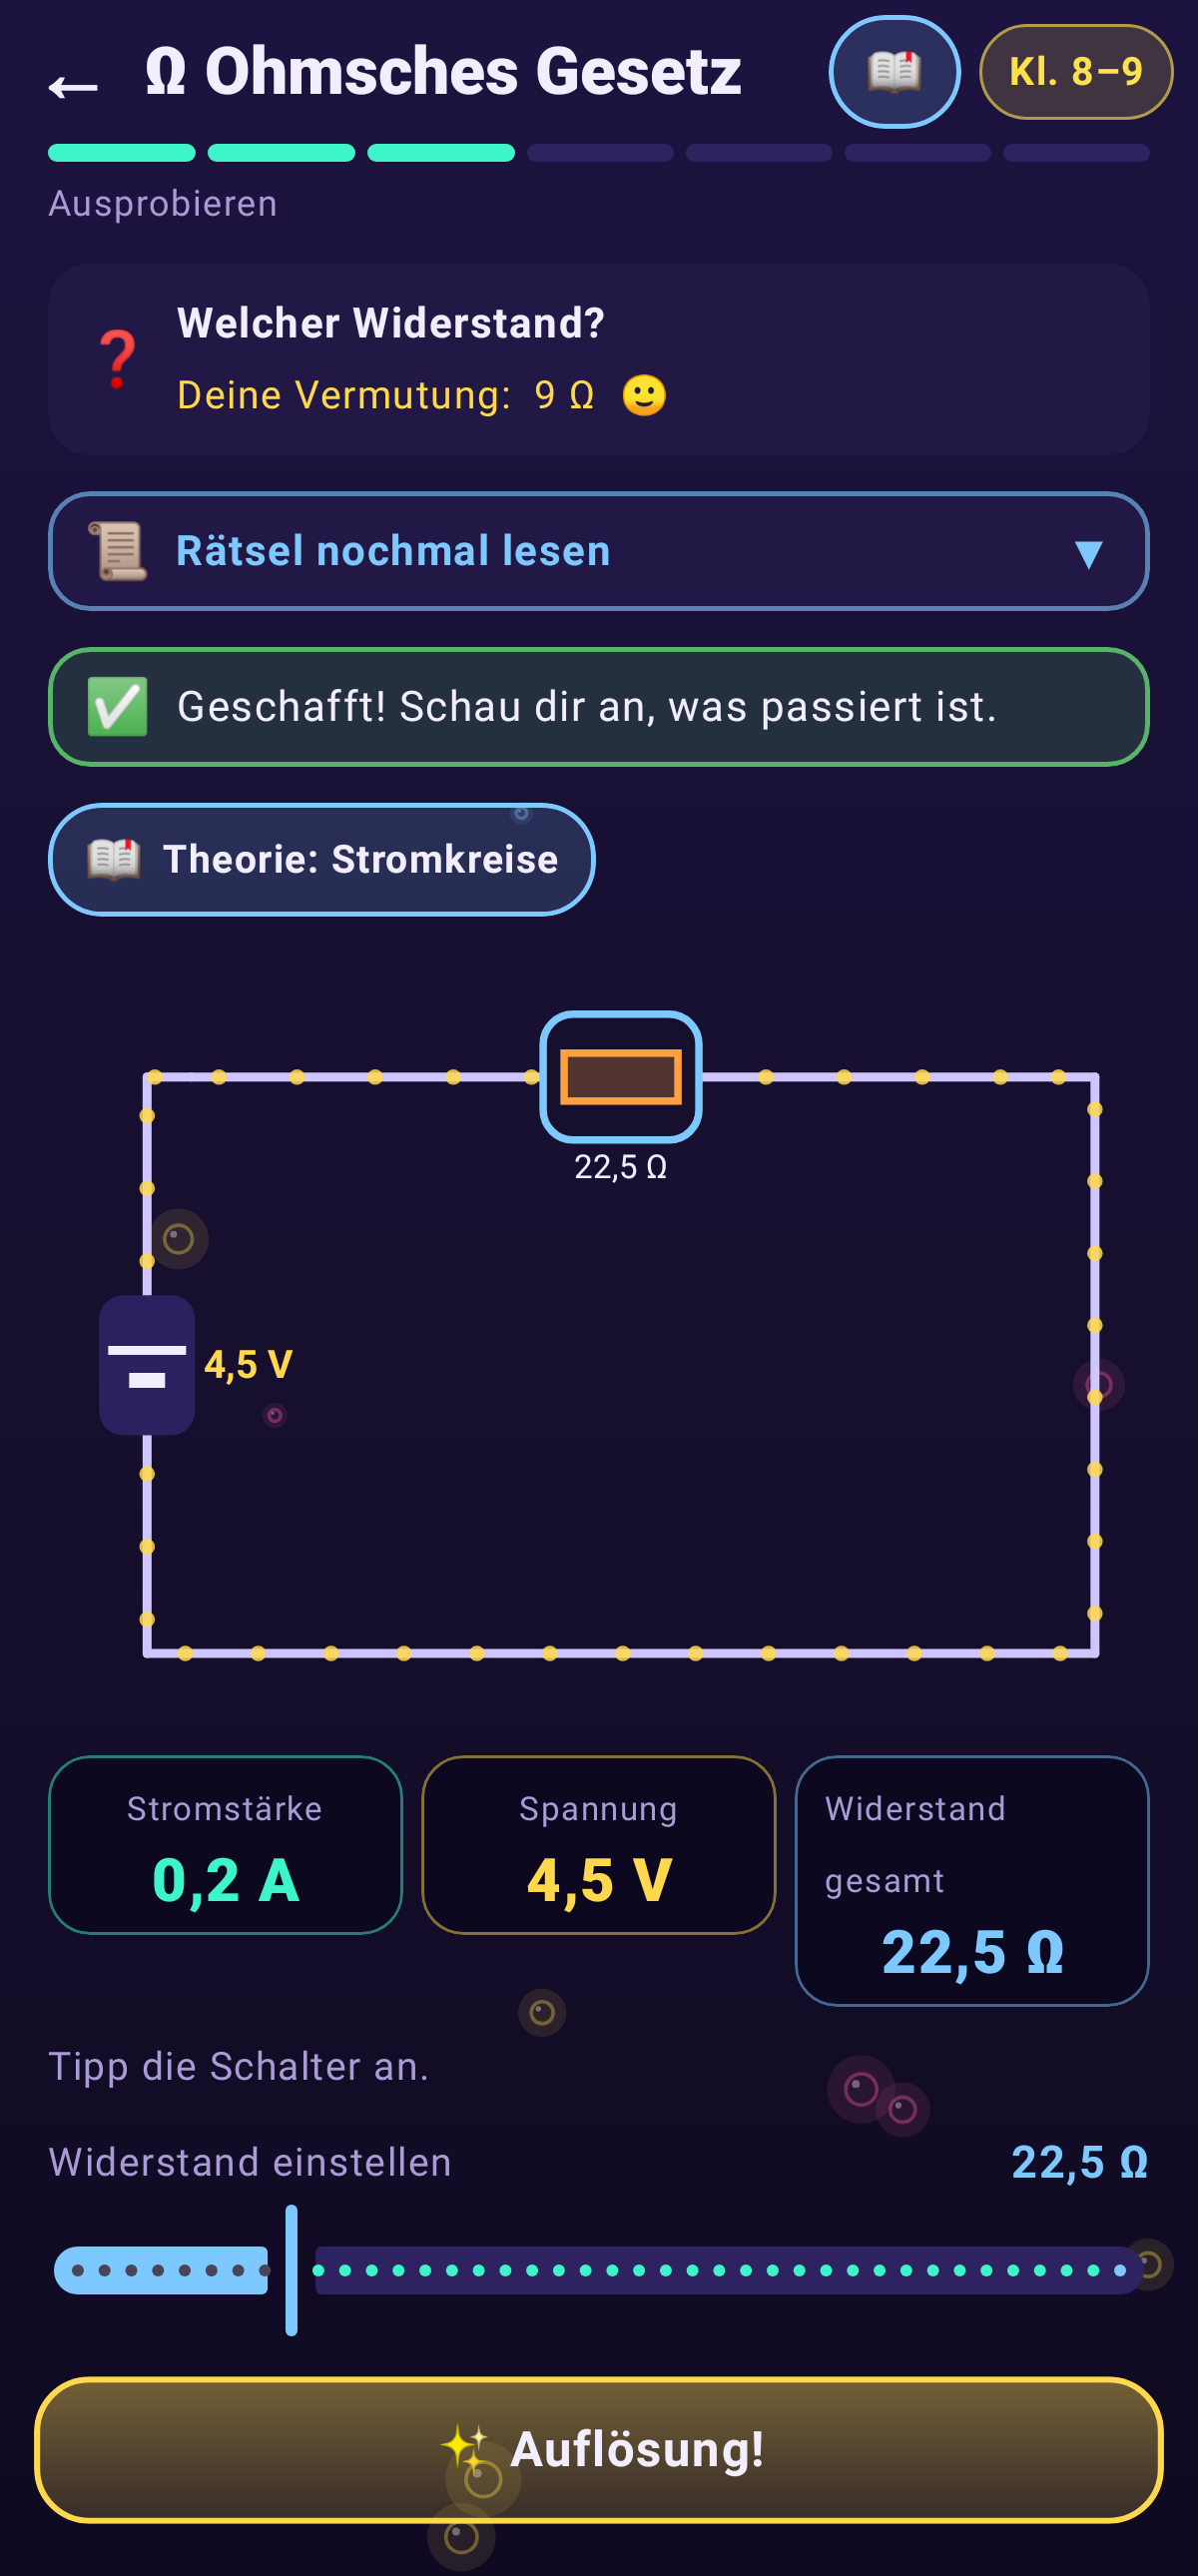 ← Ω Ohmsches Gesetz Kl. 8–9
Ausprobieren
Welcher Widerstand?
Deine Vermutung: 9 Ω
Rätsel nochmal lesen ▼
Geschafft! Schau dir an, was passiert ist.
Theorie: Stromkreise
22,5 Ω
4,5 V
Stromstärke
0,2 A
Spannung
4,5 V
Widerstand
gesamt
22,5 Ω
Tipp die Schalter an.
Widerstand einstellen 22,5 Ω
Auflösung!